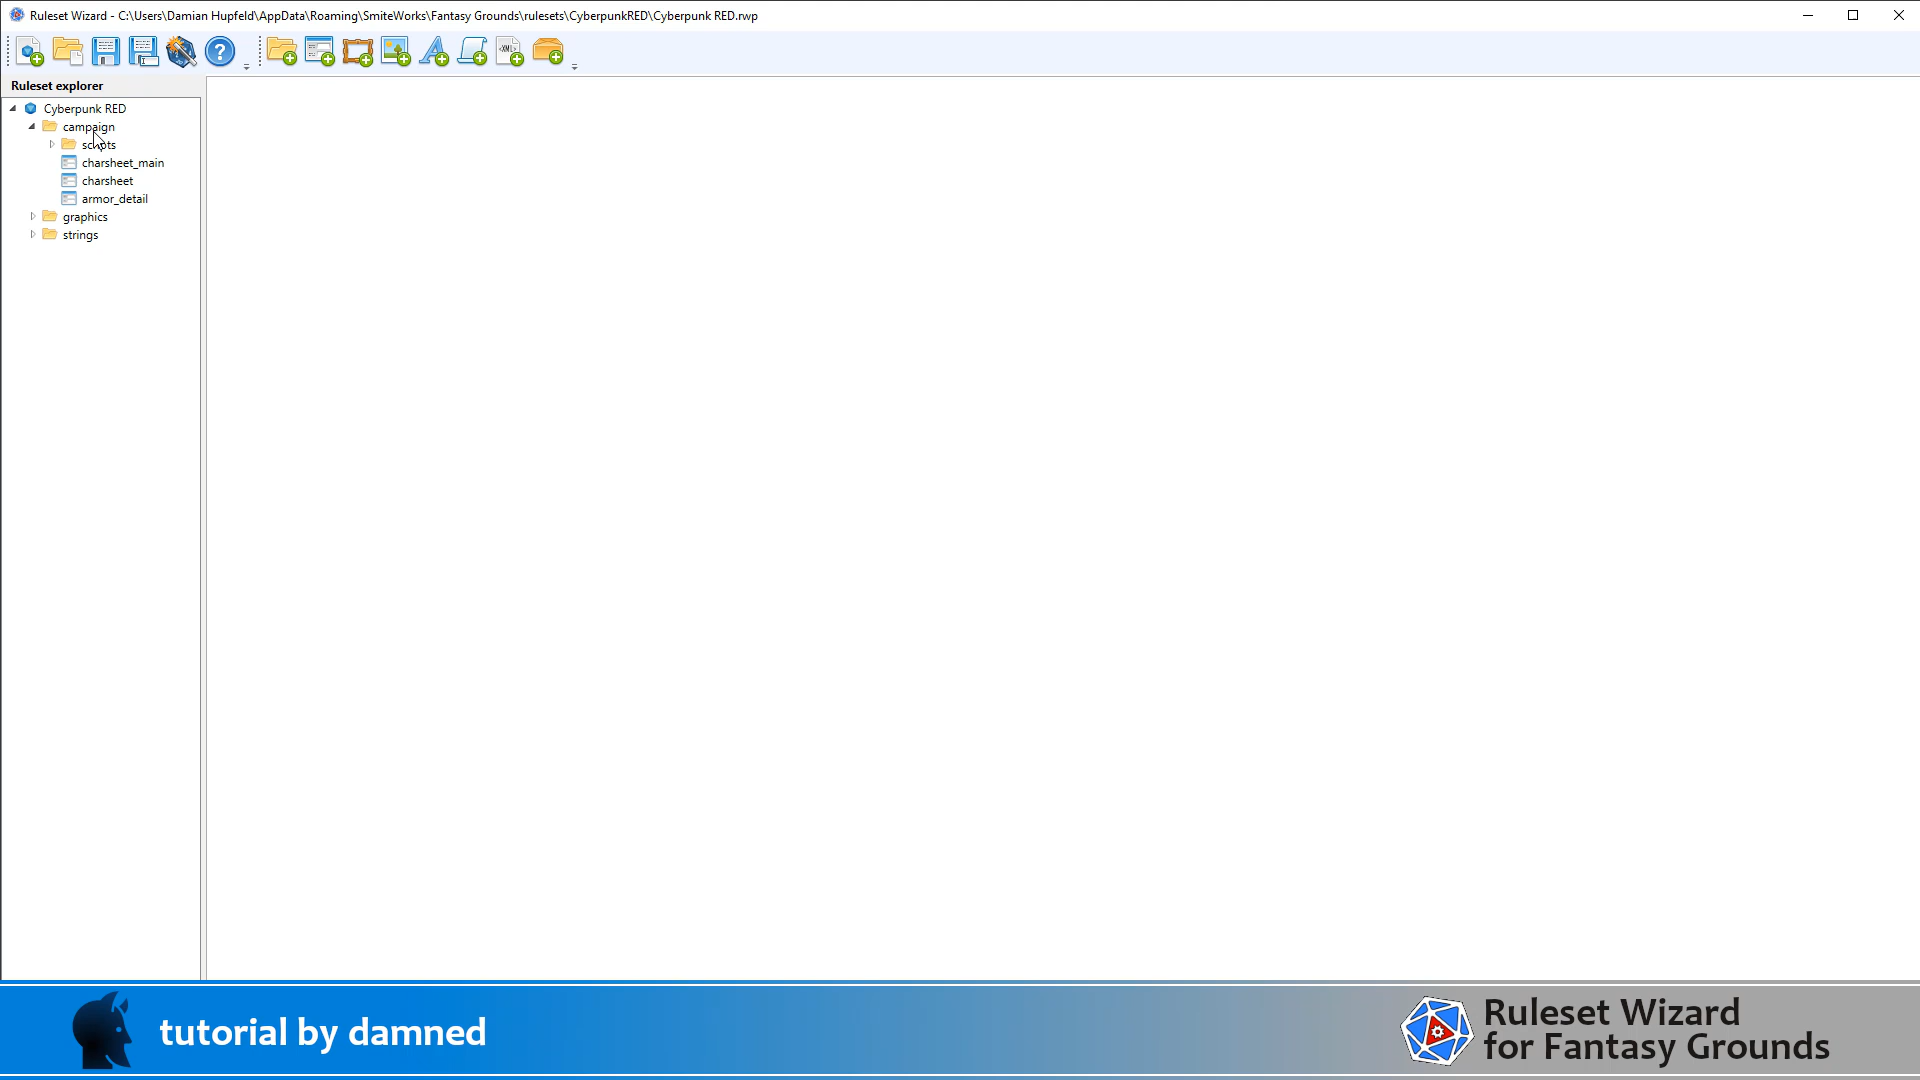 Ruleset Wizard - C:\Users\Damian Hupfeld\AppData\Roaming\SmiteWorks\Fantasy Grounds\rulesets\CyberpunkRED\Cyberpunk RED.rwp
Ruleset explorer
Cyberpunk RED
campaign
scripts
charsheet_main
charsheet
armor_detail
graphics
strings
tutorial by damned
Ruleset Wizard
for Fantasy Grounds